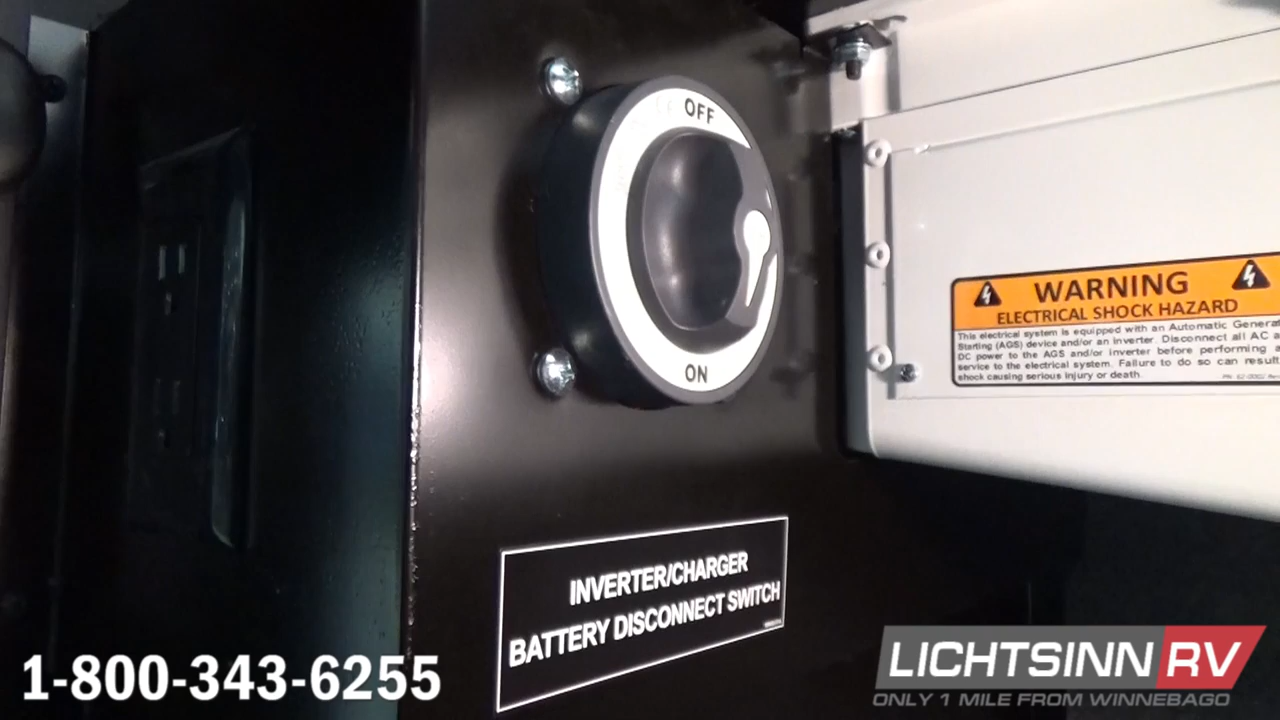 OFF
ON
WARNING
ELECTRICAL SHOCK HAZARD
This electrical system is equipped with an Automatic
Starting (AGS) device and/or an inverter. Disconnect all AC
DC power to the AGS and/or inverter before performing
service to the electrical system. Failure to do so can result
shock causing serious injury or death.
INVERTER/CHARGER
BATTERY DISCONNECT SWITCH
1-800-343-6255
LICHTSINN RV
ONLY 1 MILE FROM WINNEBAGO